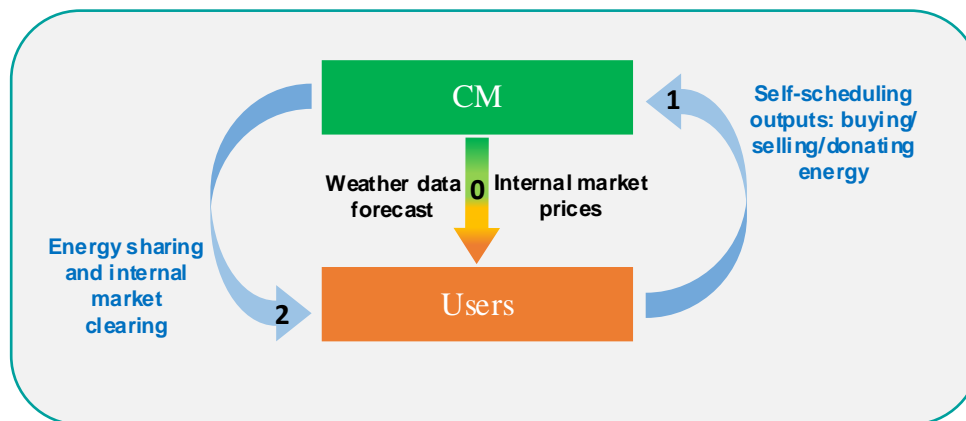 CM
1
Self-scheduling
outputs: buying/
selling/donating
energy
Weather data
forecast
0
Internal market
prices
Energy sharing
and internal
market
clearing
2
Users